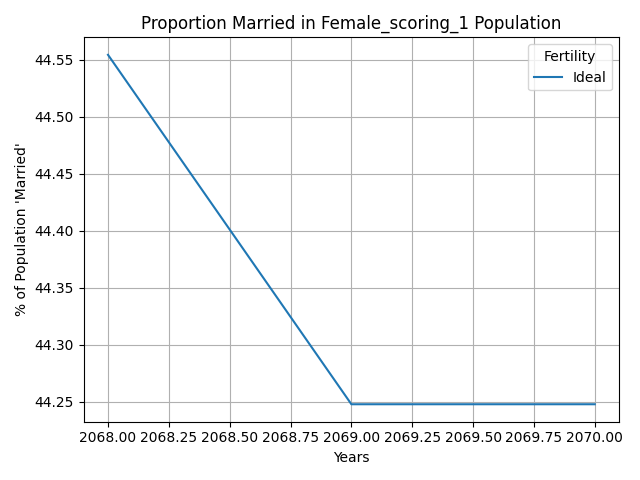 Proportion Married in Female_scoring_1 Population
Fertility
Ideal
% of Population 'Married'
44.55
44.50
44.45
44.40
44.35
44.30
44.25
2068.00 2068.25 2068.50 2068.75 2069.00 2069.25 2069.50 2069.75 2070.00
Years